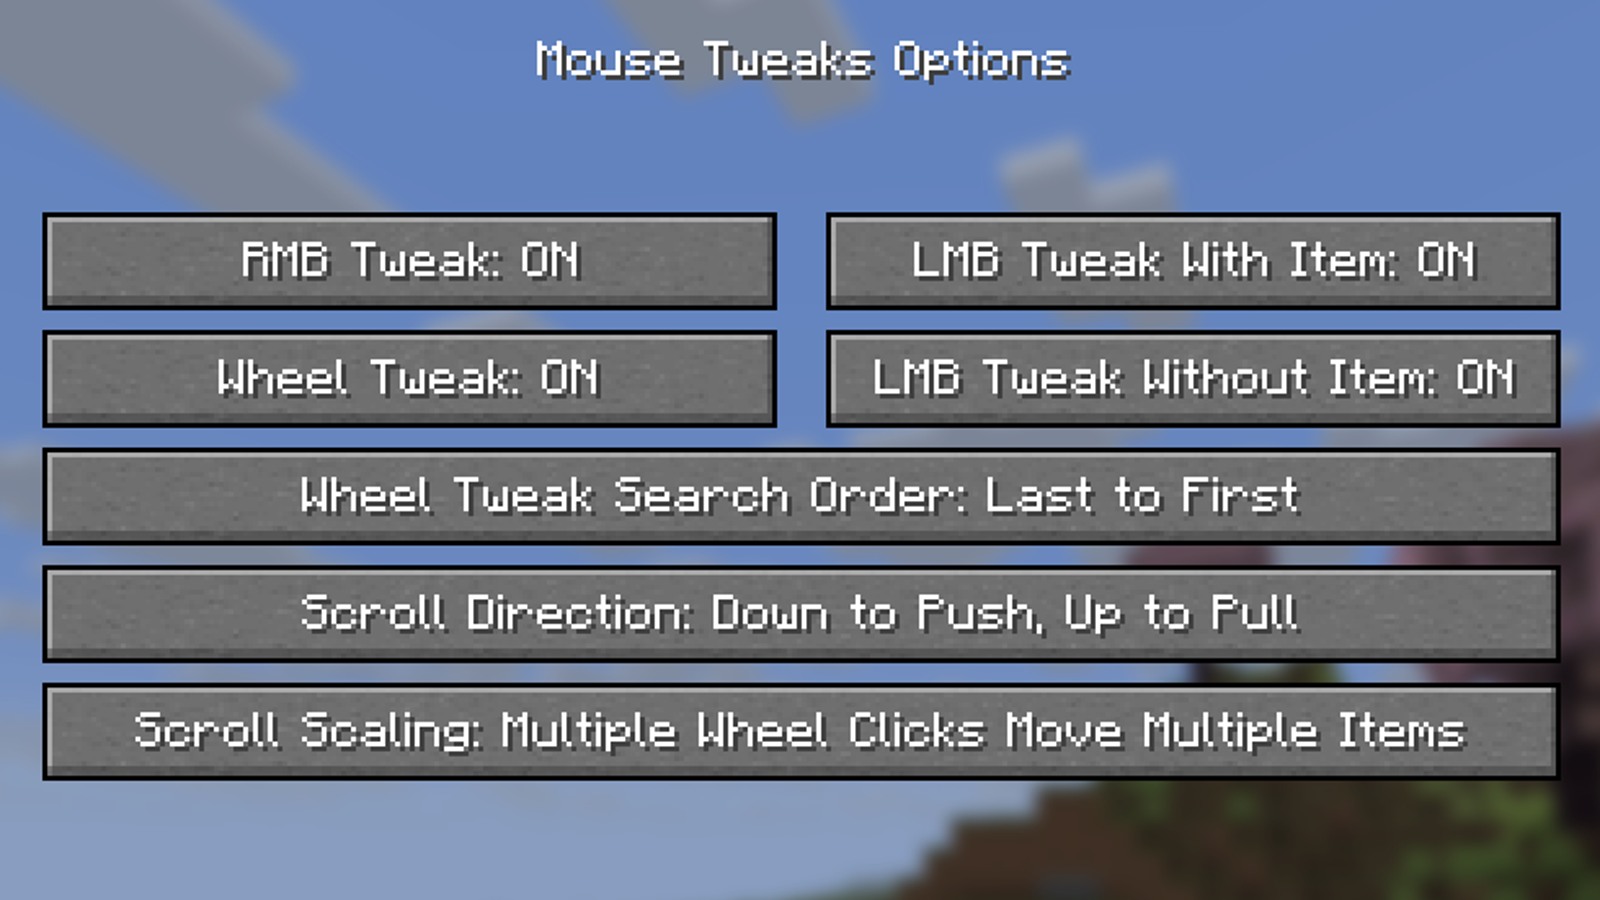 Mouse Tweaks Options
RMB Tweak: ON
LMB Tweak With Item: ON
Wheel Tweak: ON
LMB Tweak Without Item: ON
Wheel Tweak Search Order: Last to First
Scroll Direction: Down to Push, Up to Pull
Scroll Scaling: Multiple Wheel Clicks Move Multiple Items